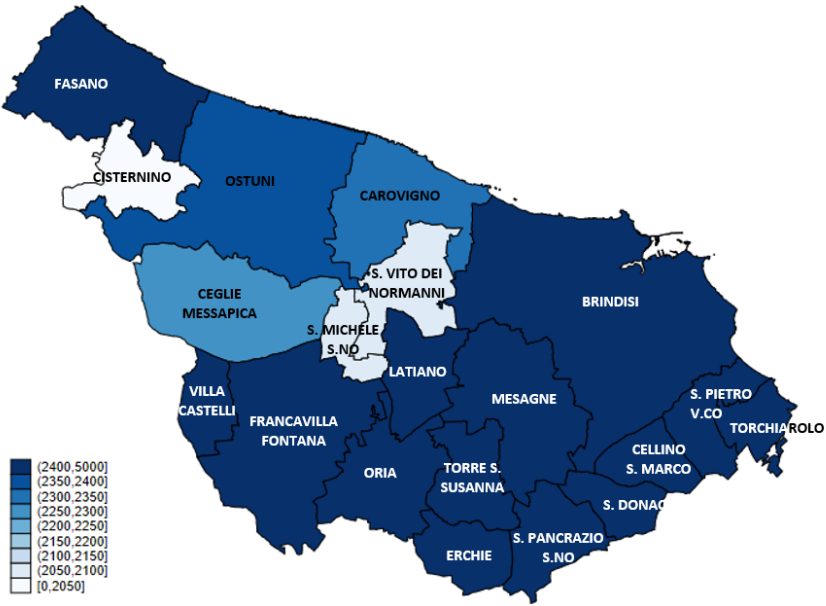 FASANO
CISTERNINO
OSTUNI
CAROVIGNO
S. VITO DEI
NORMANNI
CEGLIE
MESSAPICA
BRINDISI
S. MICHELE
S.NO
LATIANO
VILLA
CASTELLI
MESAGNE
S. PIETRO
V.CO
FRANCAVILLA
FONTANA
TORCHIAROLO
CELLINO
S. MARCO
ORIA
TORRE S.
SUSANNA
S. DONAC
S. PANCRAZIO
S.NO
ERCHIE
(2400,5000]
(2350,2400]
(2300,2350]
(2250,2300]
(2200,2250]
(2150,2200]
(2100,2150]
(2050,2100]
[0,2050]